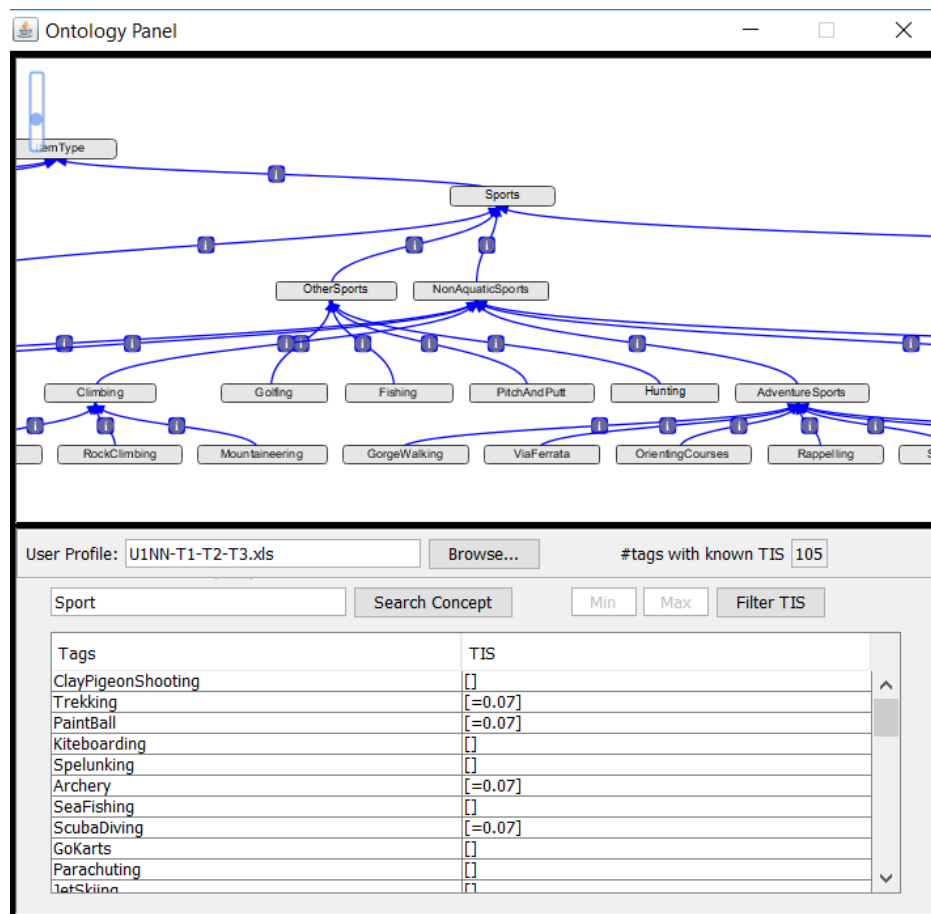 Ontology Panel
ItemType
Sports
OtherSports NonAquaticSports
Climbing Golfing Fishing PitchAndPutt Hunting AdventureSports
RockClimbing Mountaineering GorgeWalking ViaFerrata OrientingCourses Rappelling S
User Profile: U1NN-T1-T2-T3.xls Browse... #tags with known TIS 105
Sport Search Concept Min Max Filter TIS
Tags TIS
ClayPigeonShooting []
Trekking [=0.07]
PaintBall [=0.07]
Kiteboarding []
Spelunking []
Archery [=0.07]
SeaFishing []
ScubaDiving [=0.07]
GoKarts []
Parachuting []
JetSkiing []